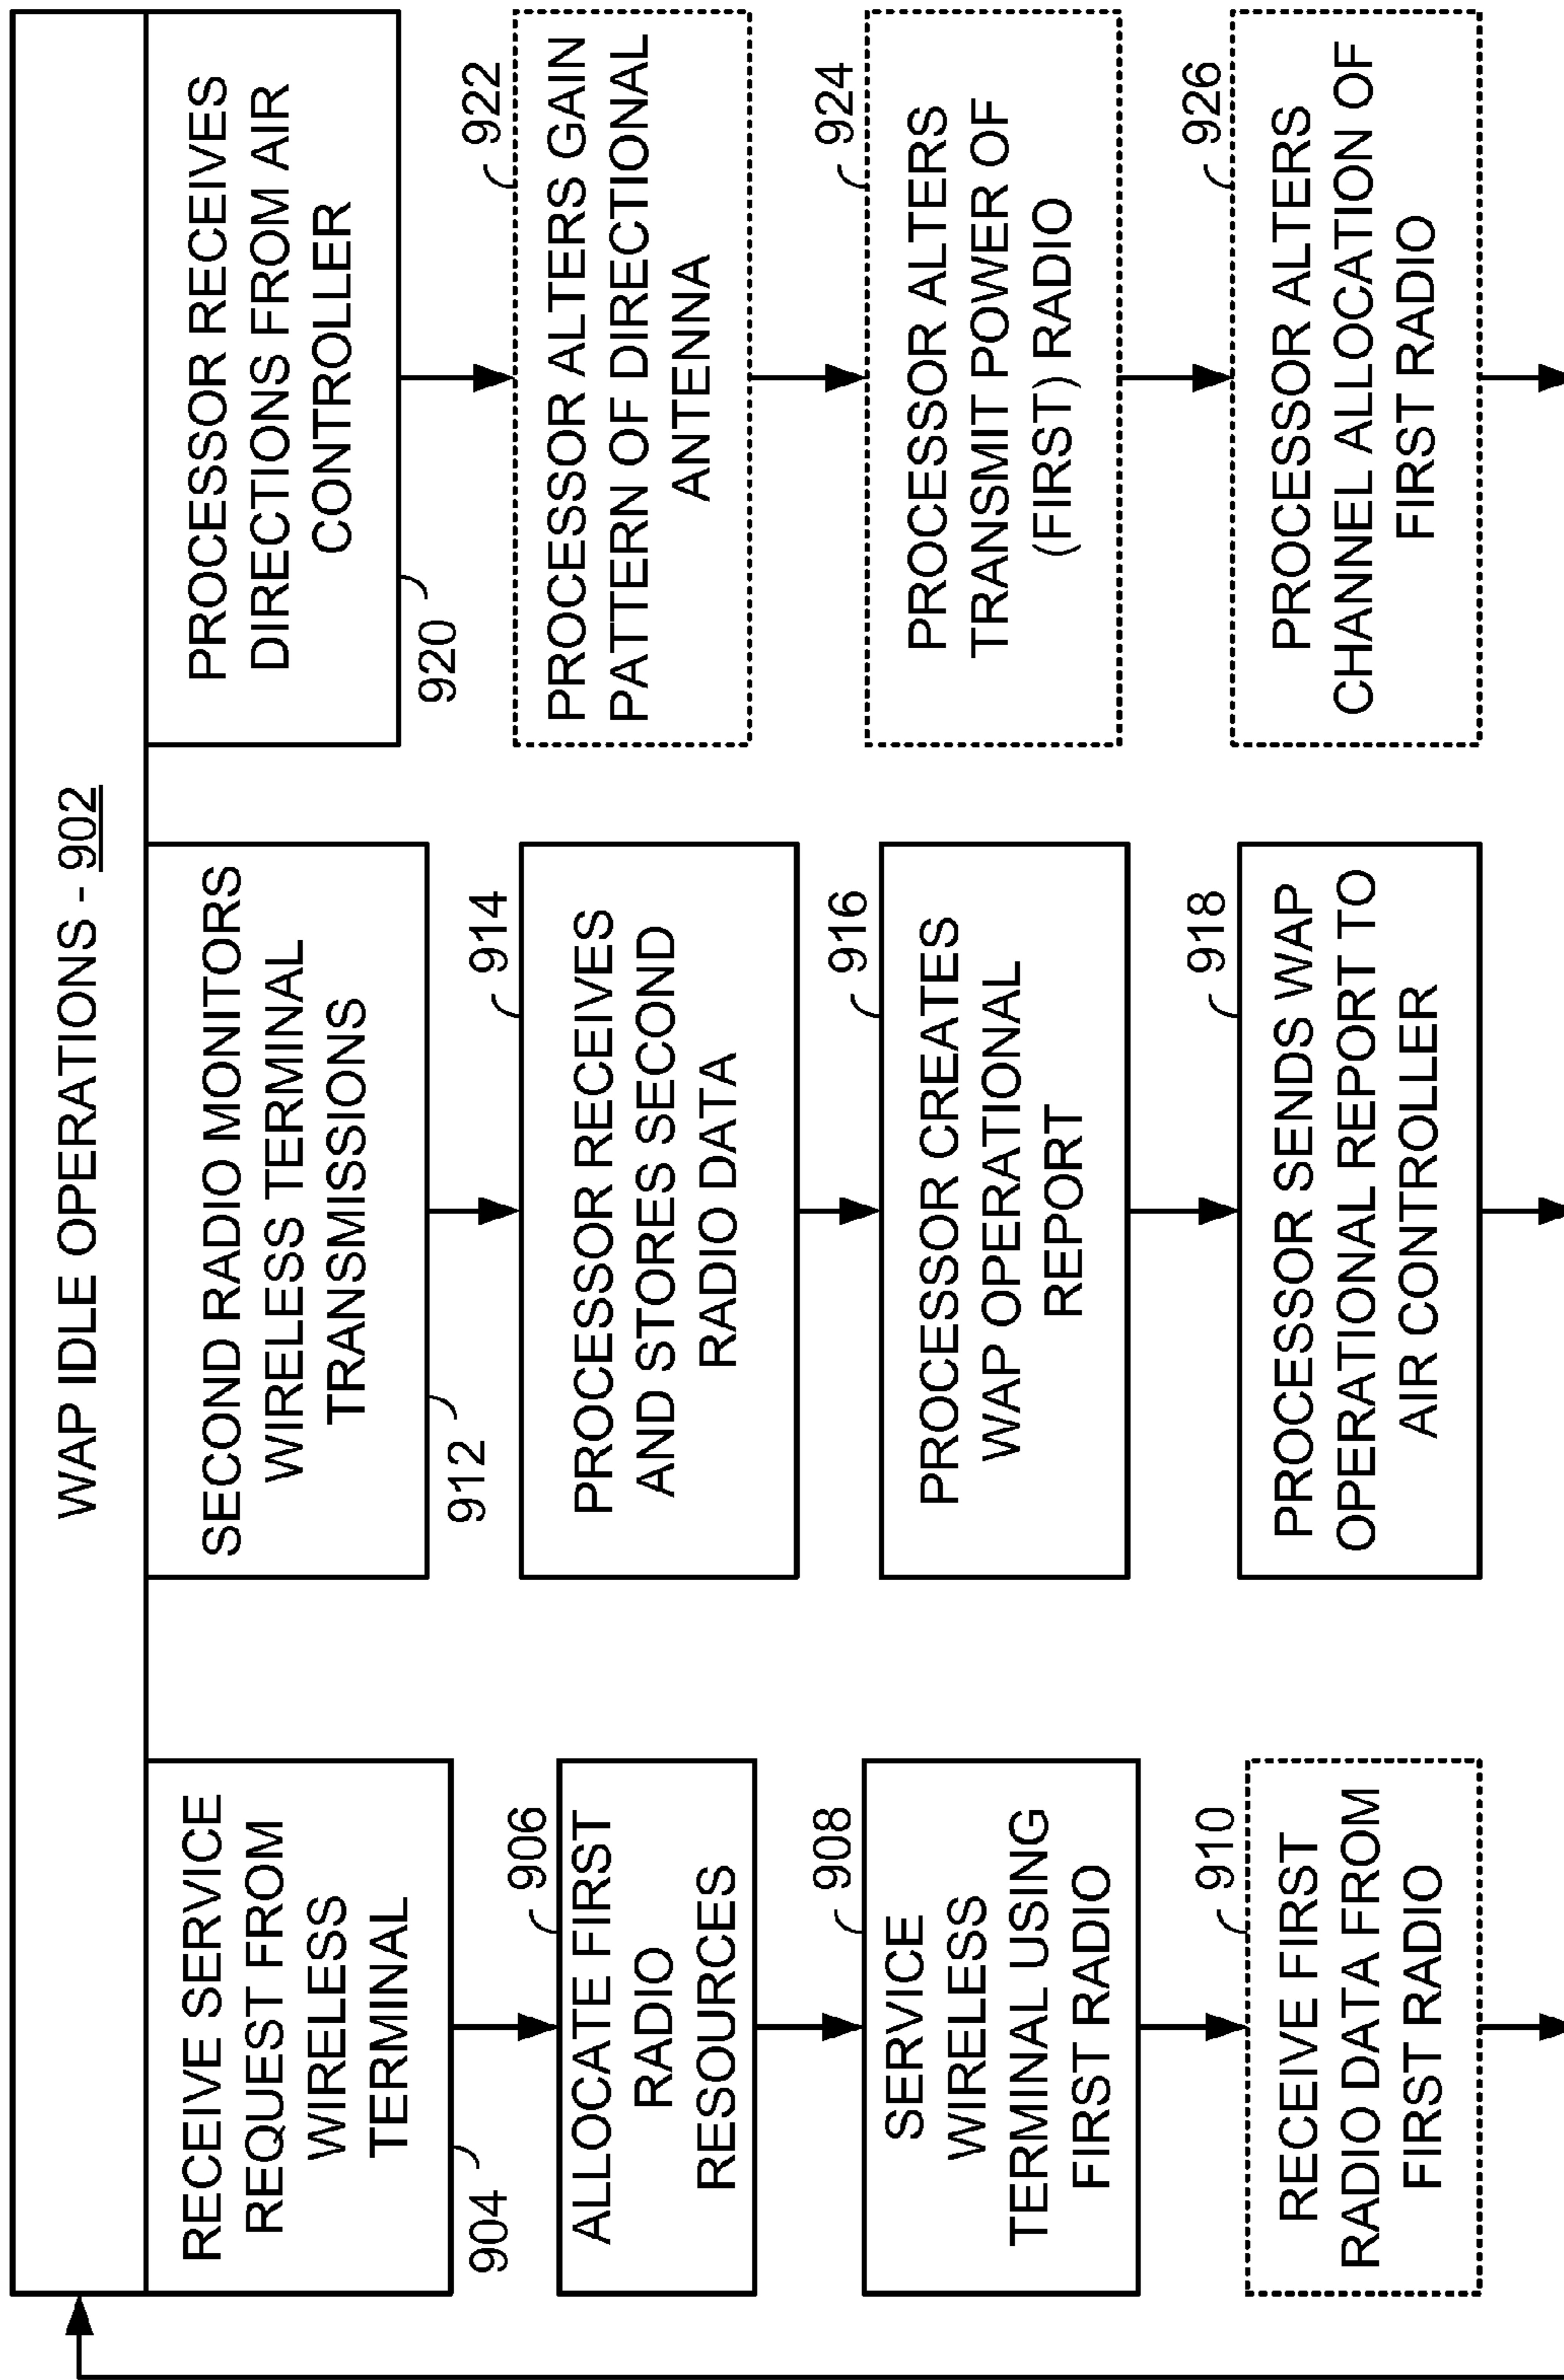 WAP IDLE OPERATIONS - 902
RECEIVE SERVICE
REQUEST FROM
WIRELESS
TERMINAL
904
906
ALLOCATE FIRST
RADIO
RESOURCES
908
SERVICE
WIRELESS
TERMINAL USING
FIRST RADIO
910
RECEIVE FIRST
RADIO DATA FROM
FIRST RADIO
SECOND RADIO MONITORS
WIRELESS TERMINAL
TRANSMISSIONS
912
914
PROCESSOR RECEIVES
AND STORES SECOND
RADIO DATA
916
PROCESSOR CREATES
WAP OPERATIONAL
REPORT
918
PROCESSOR SENDS WAP
OPERATIONAL REPORT TO
AIR CONTROLLER
PROCESSOR RECEIVES
DIRECTIONS FROM AIR
CONTROLLER
920
922
PROCESSOR ALTERS GAIN
PATTERN OF DIRECTIONAL
ANTENNA
924
PROCESSOR ALTERS
TRANSMIT POWER OF
(FIRST) RADIO
926
PROCESSOR ALTERS
CHANNEL ALLOCATION OF
FIRST RADIO